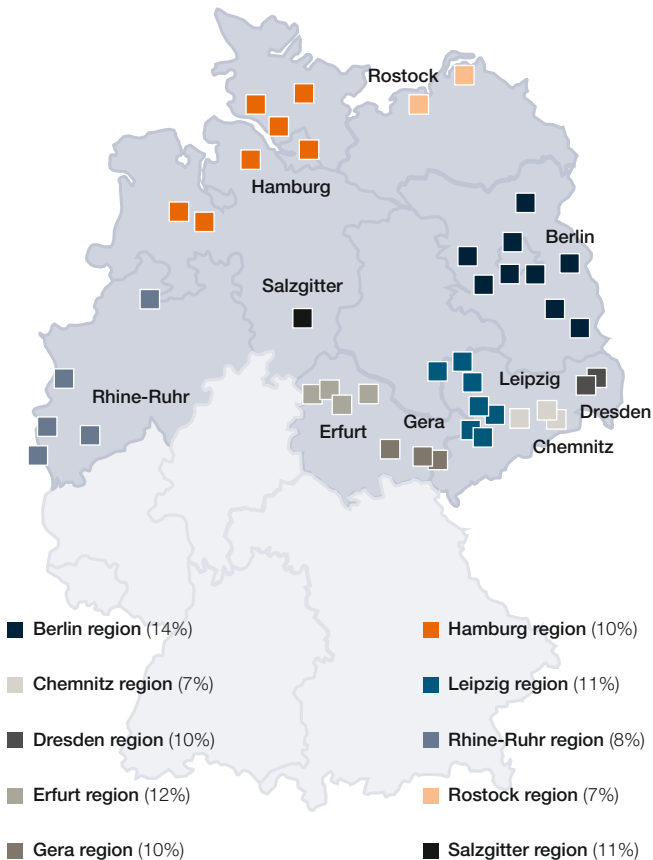 Rostock
Hamburg
Berlin
Salzgitter
Rhine-Ruhr
Leipzig
Dresden
Erfurt
Gera
Chemnitz
Berlin region (14%)
Chemnitz region (7%)
Dresden region (10%)
Erfurt region (12%)
Gera region (10%)
Hamburg region (10%)
Leipzig region (11%)
Rhine-Ruhr region (8%)
Rostock region (7%)
Salzgitter region (11%)